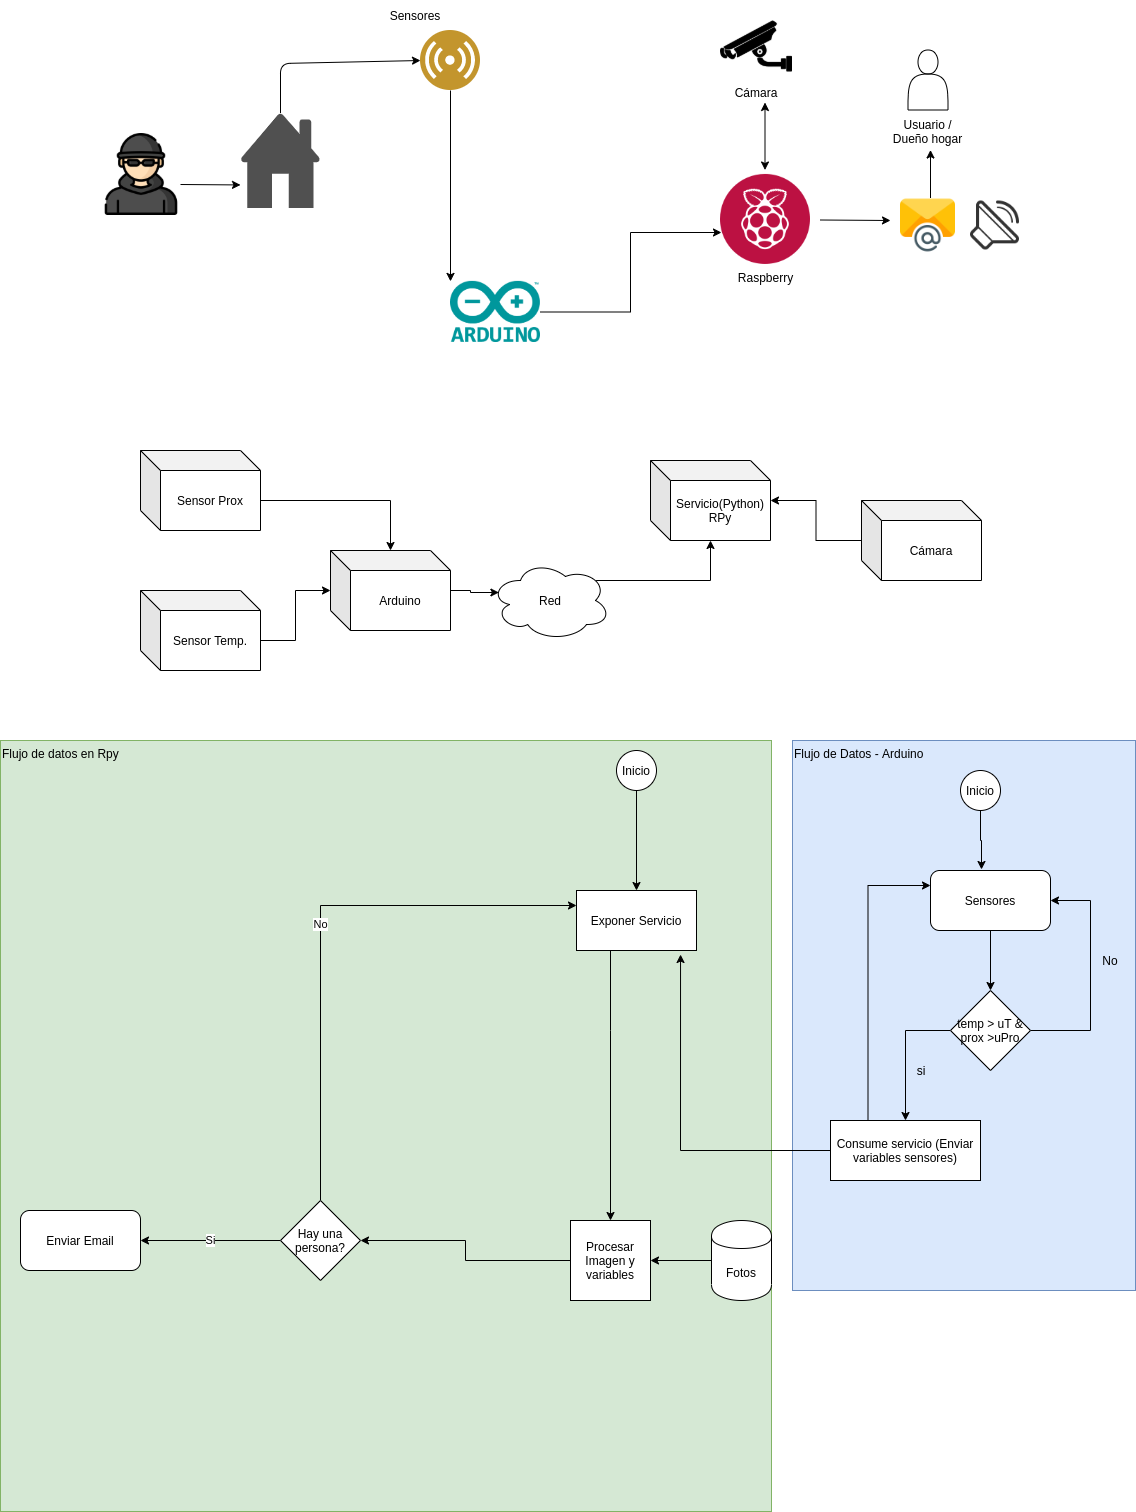 Sensores
Cámara
Usuario /
Dueño hogar
Raspberry
ARDUINO
Sensor Prox
Servicio(Python)
RPy
Cámara
Arduino
Red
Sensor Temp.
Flujo de datos en Rpy
Inicio
No
Exponer Servicio
Hay una
persona?
Si
Enviar Email
Procesar
Imagen y
variables
Fotos
Flujo de Datos - Arduino
Inicio
Sensores
No
temp > uT &
prox >uPro
si
Consume servicio (Enviar
variables sensores)